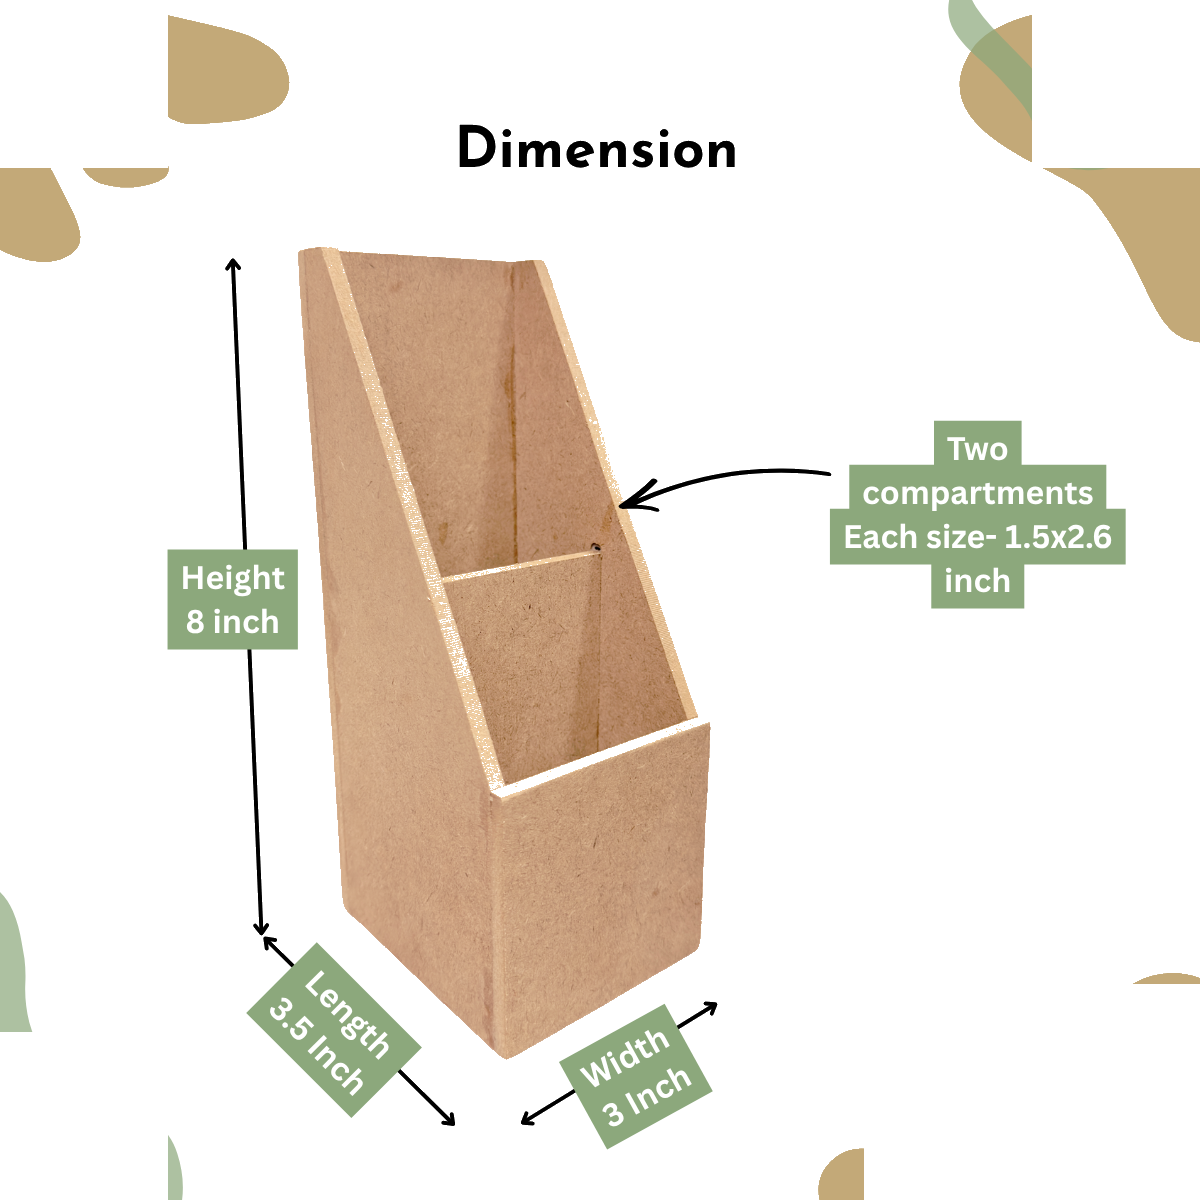 Dimension
Two
compartments
Each size- 1.5x2.6
inch
Height
8 inch
Length
3.5 Inch
Width
3 Inch